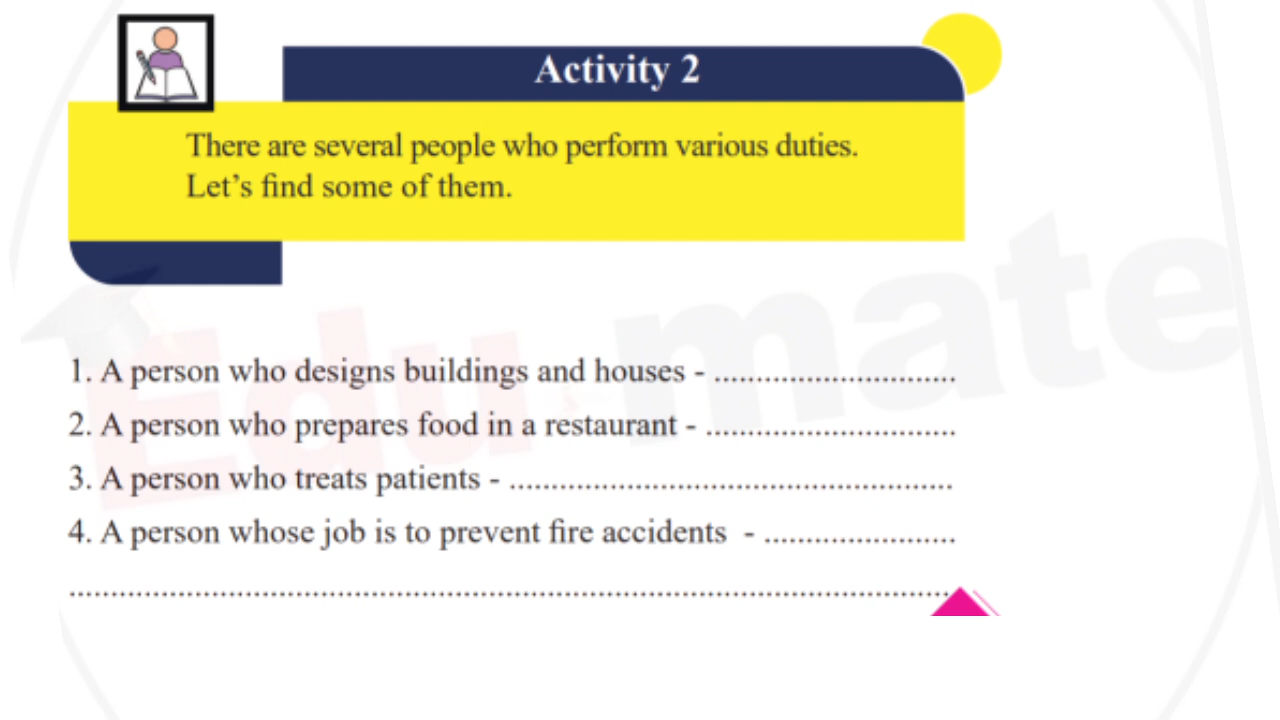 Activity 2
There are several people who perform various duties.
Let's find some of them.
Edu mate
1. A person who designs buildings and houses - .............................
2. A person who prepares food in a restaurant - ..............................
3. A person who treats patients - .....................................................
4. A person whose job is to prevent fire accidents - .......................
..........................................................................................................